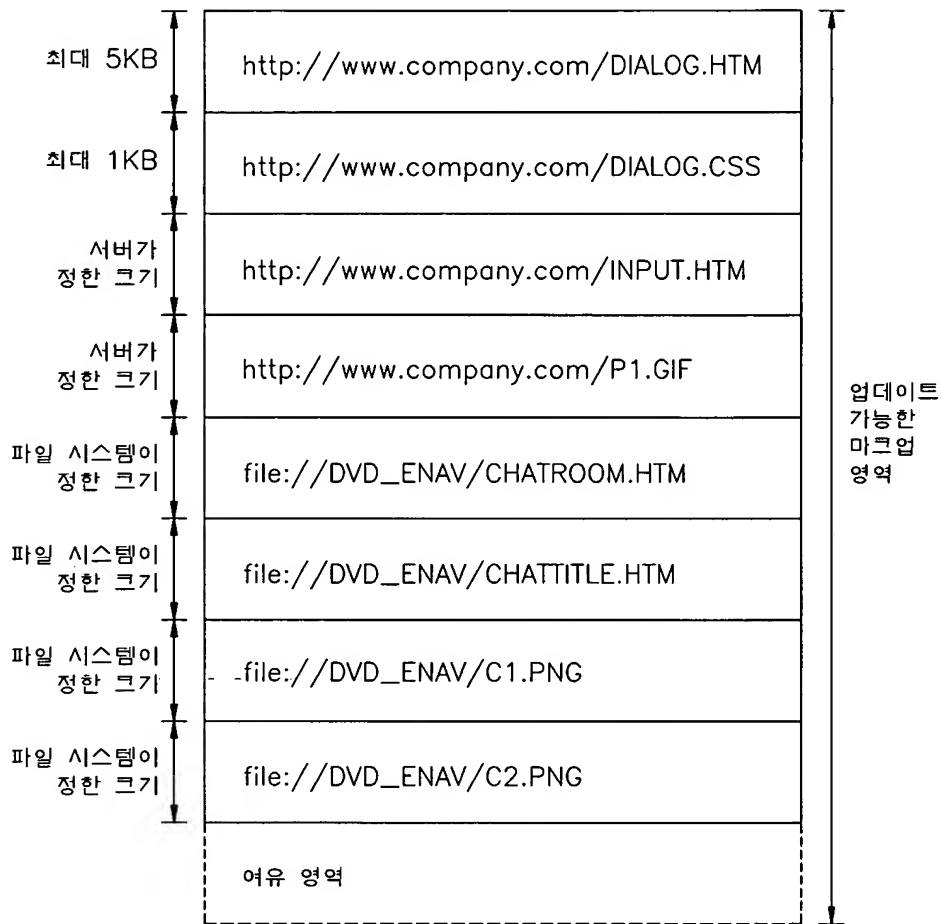 최대 5KB
http://www.company.com/DIALOG.HTM
최대 1KB
http://www.company.com/DIALOG.CSS
서버가
정한 크기
http://www.company.com/INPUT.HTM
서버가
정한 크기
http://www.company.com/P1.GIF
파일 시스템이
정한 크기
file://DVD_ENAV/CHATROOM.HTM
파일 시스템이
정한 크기
file://DVD_ENAV/CHATTITLE.HTM
파일 시스템이
정한 크기
file://DVD_ENAV/C1.PNG
파일 시스템이
정한 크기
file://DVD_ENAV/C2.PNG
여유 영역
업데이트
가능한
마크업
영역